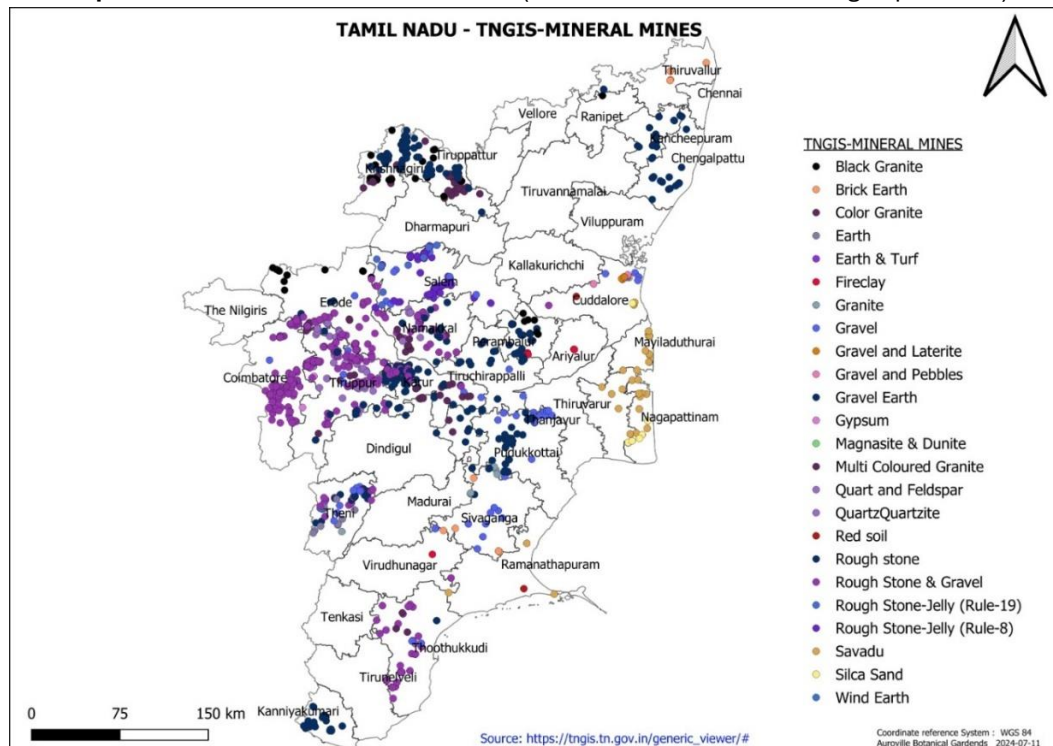 TAMIL NADU - TNGIS-MINERAL MINES
Thiruvallur
Chennai
Vellore
Ranipet
Kancheepuram
Chengalpattu
Tiruppattur
Krishnagiri
Tiruvannamalai
Viluppuram
Dharmapuri
Kallakurichchi
Salem
The Nilgiris
Erode
Cuddalore
Namakkal
Perambalur
Mayiladuthurai
Ariyalur
Coimbatore
Tiruppur
Karur
Tiruchirappalli
Thiruvarur
Nagapattinam
Thanjavur
Dindigul
Pudukkottai
Madurai
Theni
Sivaganga
Virudhunagar
Ramanathapuram
Tenkasi
Thoothukkudi
Tirunelveli
Kanniyakumari
TNGIS-MINERAL MINES
Black Granite
Brick Earth
Color Granite
Earth
Earth & Turf
Fireclay
Granite
Gravel
Gravel and Laterite
Gravel and Pebbles
Gravel Earth
Gypsum
Magnasite & Dunite
Multi Coloured Granite
Quart and Feldspar
QuartzQuartzite
Red soil
Rough stone
Rough Stone & Gravel
Rough Stone-Jelly (Rule-19)
Rough Stone-Jelly (Rule-8)
Savadu
Silca Sand
Wind Earth
0 75 150 km
Source: https://tngis.tn.gov.in/generic_viewer/#
Coordinate reference System : WGS 84
Auroville Botanical Gardends 2024-07-11